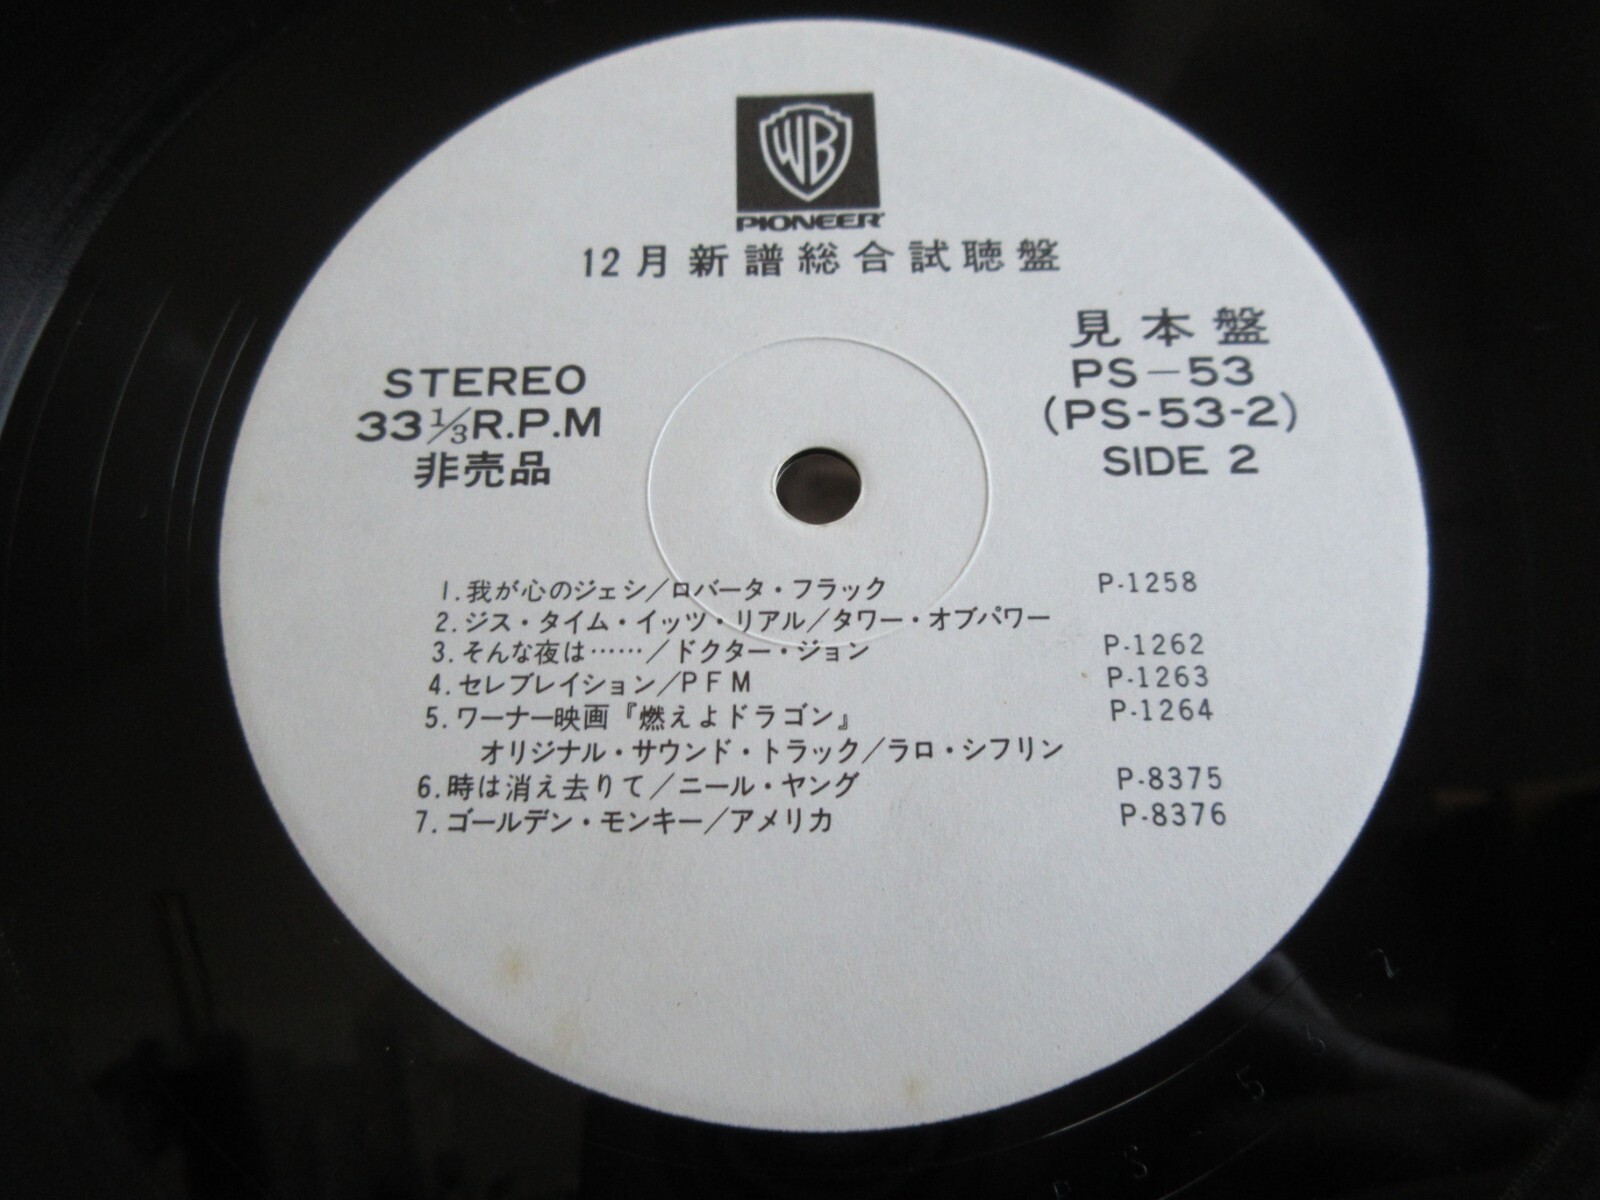 WB
PIONEER
12月新譜総合試聴盤
見本盤
PS-53
(PS-53-2)
SIDE 2
STEREO
33 1/3 R.P.M
非売品
1. 我が心のジェシ/ロバータ・フラック P-1258
2. ジス・タイム・イッツ・リアル/タワー・オブパワー
3. そんな夜は……/ドクター・ジョン P-1262
4. セレブレイション/PFM P-1263
5. ワーナー映画『燃えよドラゴン』 P-1264
オリジナル・サウンド・トラック/ラロ・シフリン
6. 時は消え去りて/ニール・ヤング P-8375
7. ゴールデン・モンキー/アメリカ P-8376